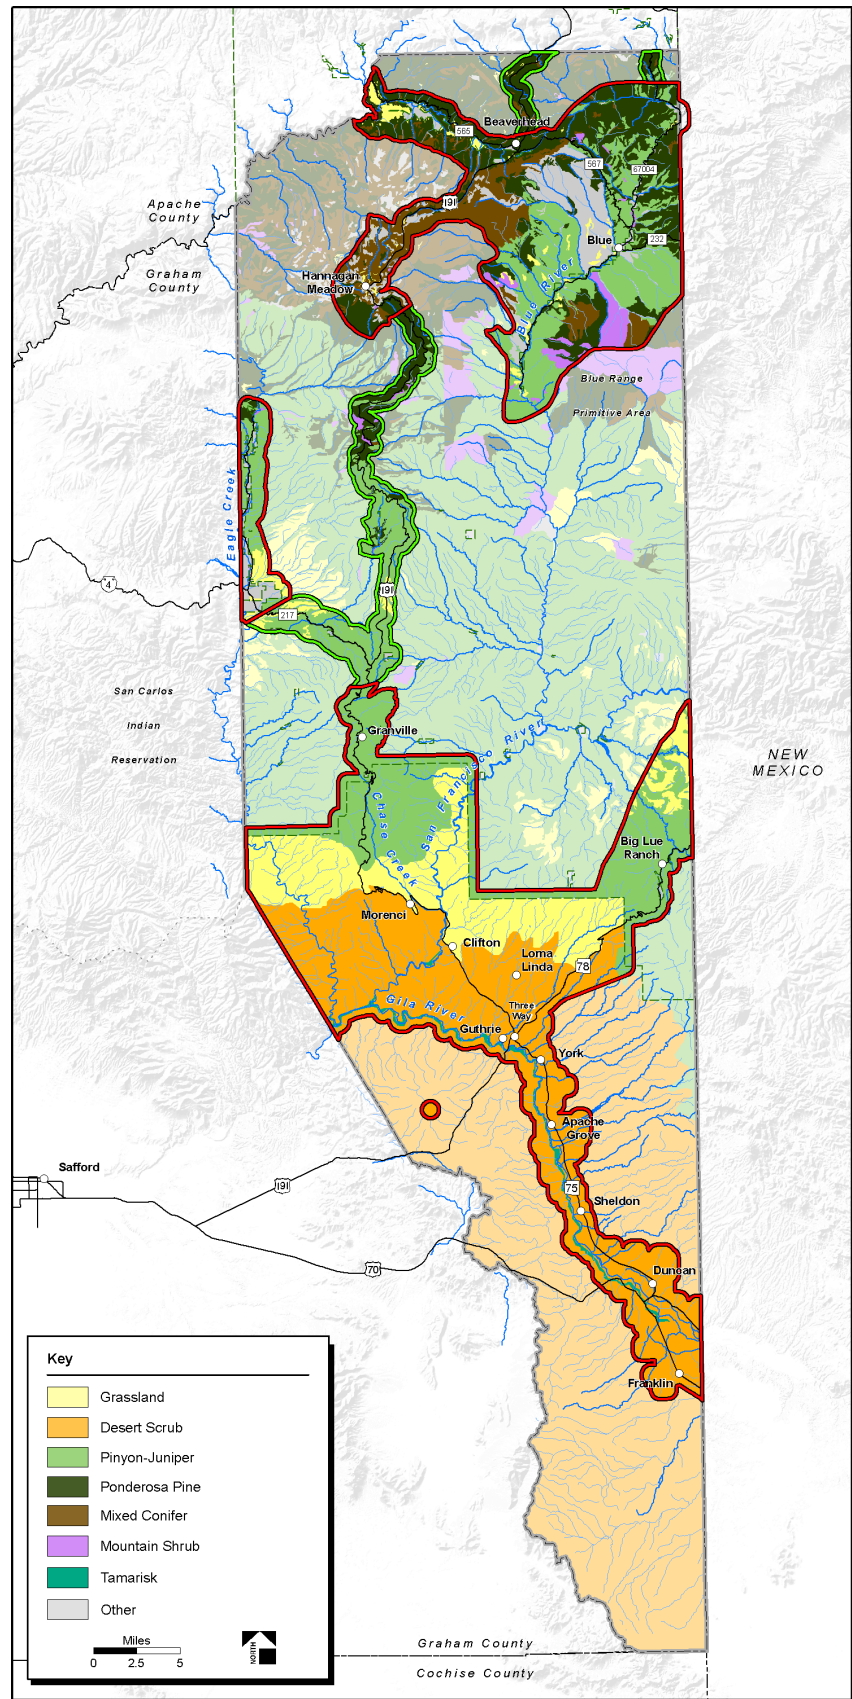 Beaverhead
565
567
67004
Apache
County
191
Blue
232
Graham
County
Hannagan
Meadow
Blue River
Blue Range
Primitive Area
Eagle Creek
4
191
217
San Carlos
Indian
Reservation
Granville
San Francisco River
NEW
MEXICO
Chase Creek
Big Lue
Ranch
Morenci
Clifton
Loma
Linda
78
Gila River
Three
Way
Guthrie
York
Apache
Grove
Safford
191
75
Sheldon
70
Duncan
Franklin
Key
Grassland
Desert Scrub
Pinyon-Juniper
Ponderosa Pine
Mixed Conifer
Mountain Shrub
Tamarisk
Other
Miles
0 2.5 5
NORTH
Graham County
Cochise County